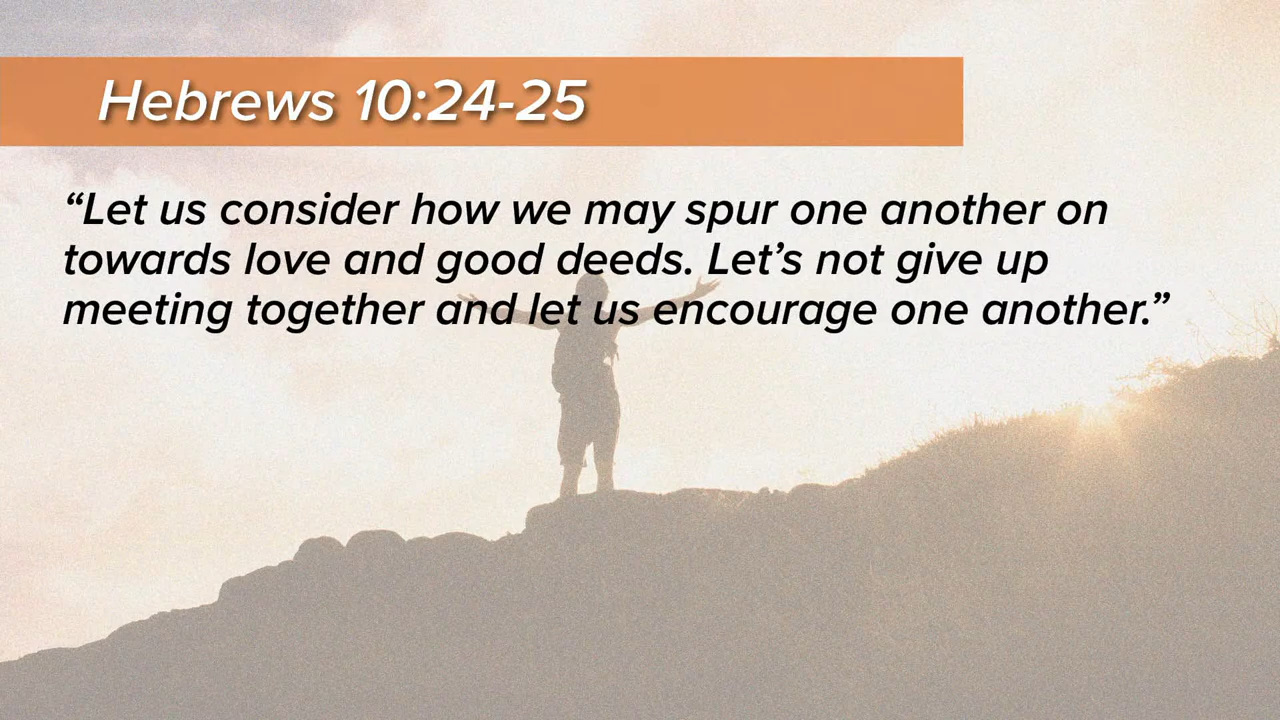 Hebrews 10:24-25
“Let us consider how we may spur one another on
towards love and good deeds. Let’s not give up
meeting together and let us encourage one another.”